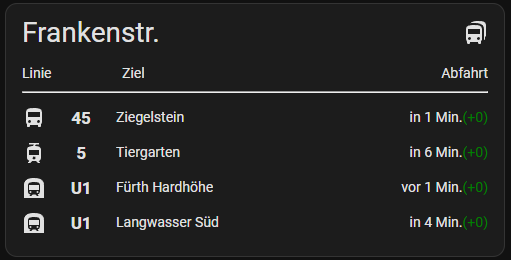 Frankenstr.
Linie Ziel Abfahrt
45 Ziegelstein in 1 Min.(+0)
5 Tiergarten in 6 Min.(+0)
U1 Fürth Hardhöhe vor 1 Min.(+0)
U1 Langwasser Süd in 4 Min.(+0)